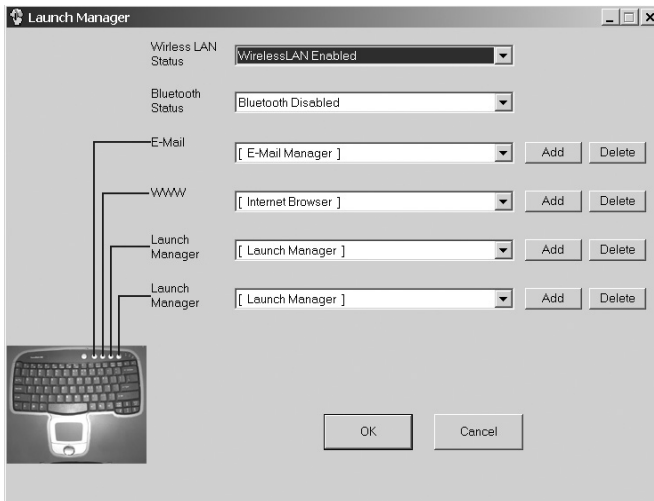 Launch Manager
Wirless LAN
Status
WirelessLAN Enabled
Bluetooth
Status
Bluetooth Disabled
E-Mail
[ E-Mail Manager ]
Add
Delete
WWW
[ Internet Browser ]
Add
Delete
Launch
Manager
[ Launch Manager ]
Add
Delete
Launch
Manager
[ Launch Manager ]
Add
Delete
OK
Cancel